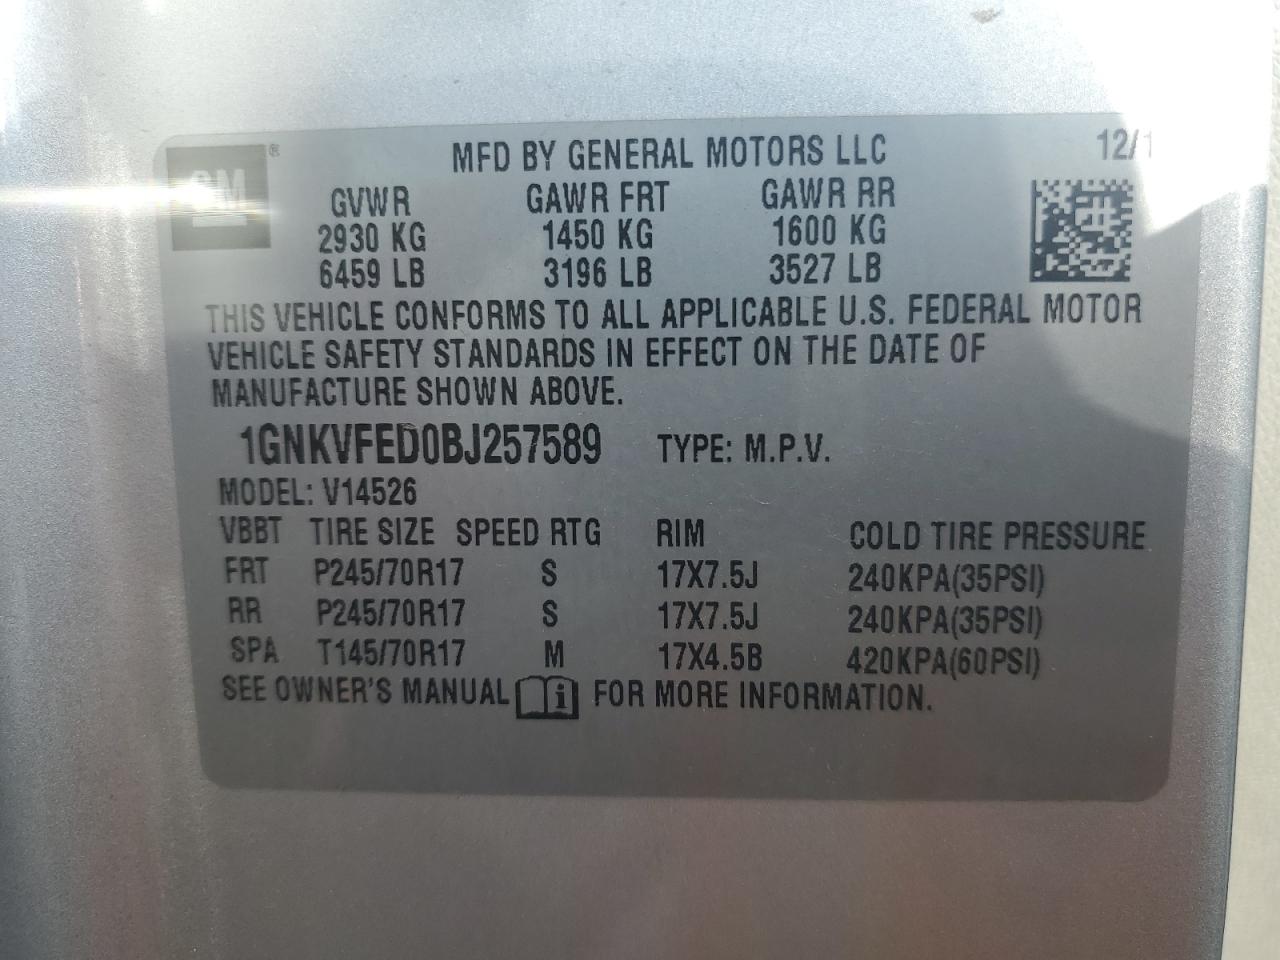 MFD BY GENERAL MOTORS LLC 12/1
GM ®
GVWR GAWR FRT GAWR RR
2930 KG 1450 KG 1600 KG
6459 LB 3196 LB 3527 LB
THIS VEHICLE CONFORMS TO ALL APPLICABLE U.S. FEDERAL MOTOR
VEHICLE SAFETY STANDARDS IN EFFECT ON THE DATE OF
MANUFACTURE SHOWN ABOVE.
1GNKVFED0BJ257589 TYPE: M.P.V.
MODEL: V14526
VBBT TIRE SIZE SPEED RTG RIM COLD TIRE PRESSURE
FRT P245/70R17 S 17X7.5J 240KPA(35PSI)
RR P245/70R17 S 17X7.5J 240KPA(35PSI)
SPA T145/70R17 M 17X4.5B 420KPA(60PSI)
SEE OWNER'S MANUAL i FOR MORE INFORMATION.